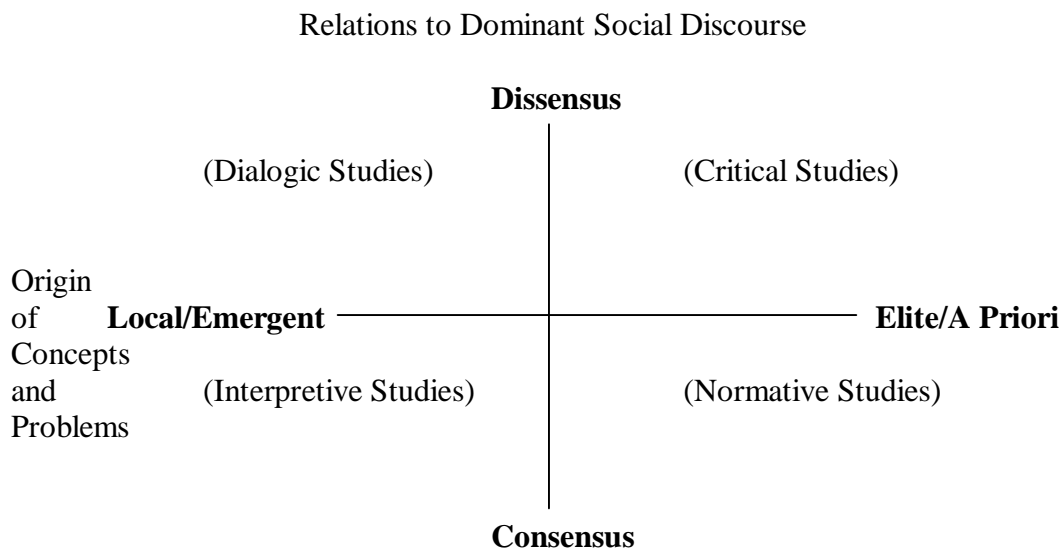 Relations to Dominant Social Discourse
Dissensus
(Dialogic Studies) (Critical Studies)
Origin
of Local/Emergent Elite/A Priori
Concepts
and (Interpretive Studies) (Normative Studies)
Problems
Consensus